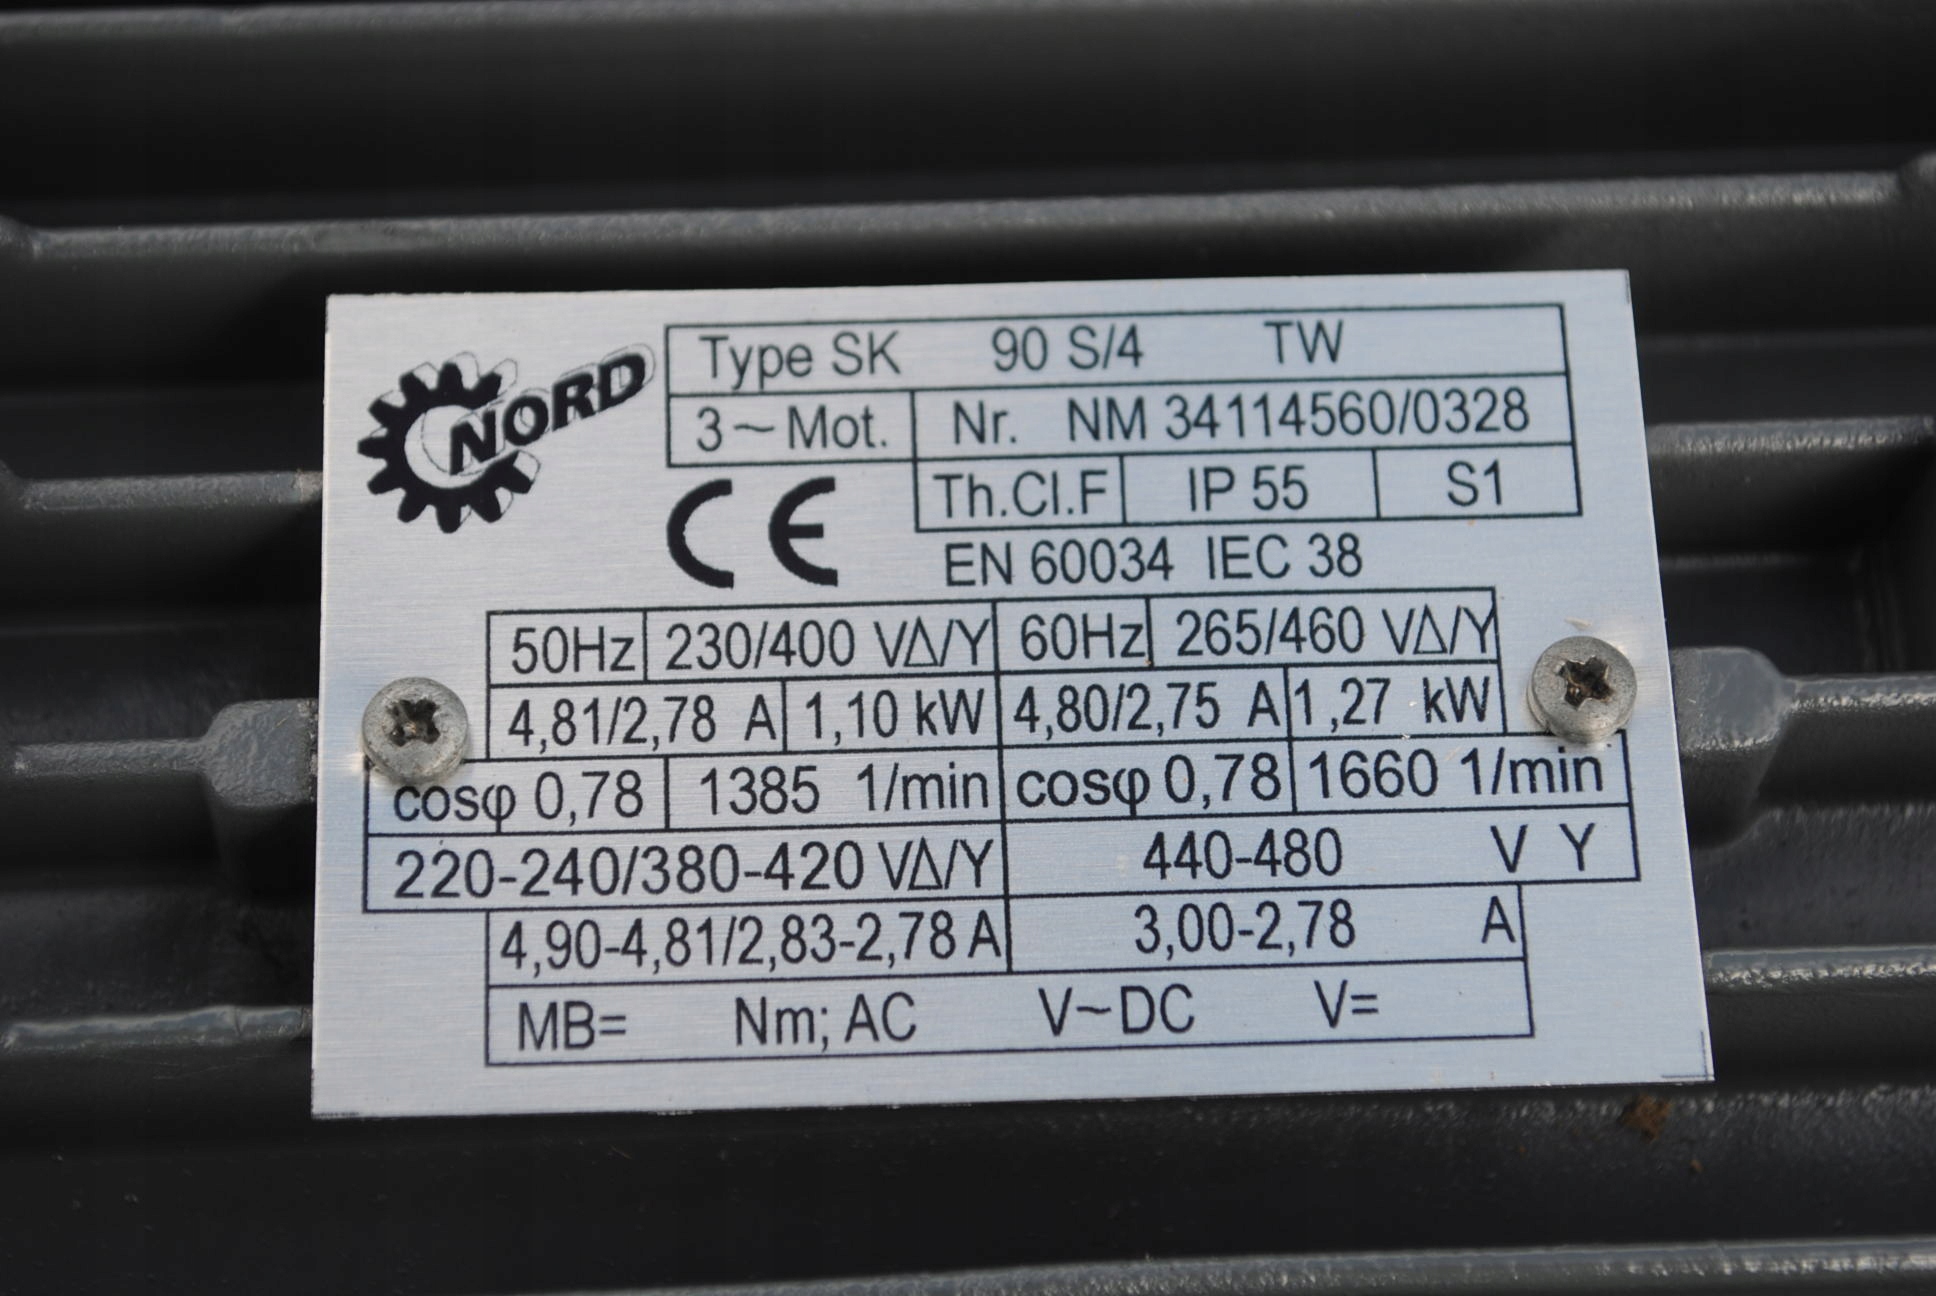 NORD
Type SK 90 S/4 TW
3~Mot. Nr. NM 34114560/0328
Th.Cl.F IP 55 S1
CE
EN 60034 IEC 38
50Hz 230/400 VΔ/Y 60Hz 265/460 VΔ/Y
4,81/2,78 A 1,10 kW 4,80/2,75 A 1,27 kW
cosφ 0,78 1385 1/min cosφ 0,78 1660 1/min
220-240/380-420 VΔ/Y 440-480 V Y
4,90-4,81/2,83-2,78 A 3,00-2,78 A
MB= Nm; AC V~DC V=